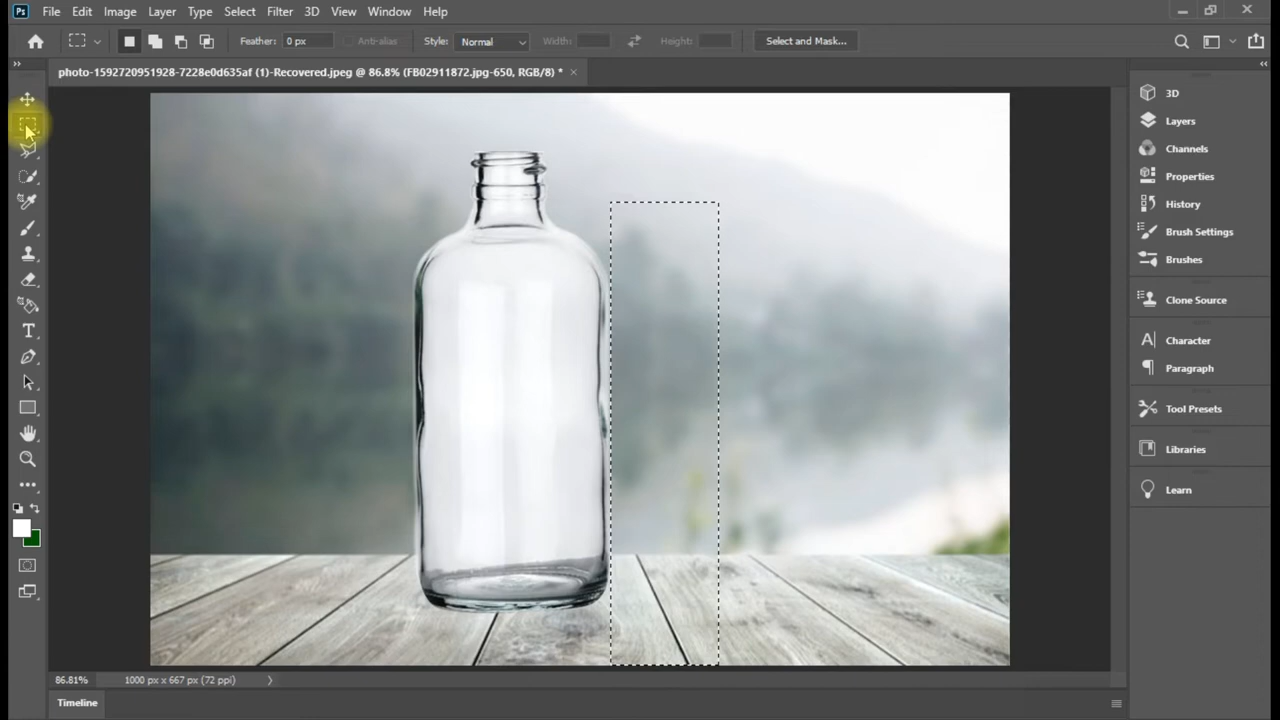 Ps File Edit Image Layer Type Select Filter 3D View Window Help
Feather: 0 px Anti-alias Style: Normal Width: Height: Select and Mask...
photo-1592720951928-7228e0d635af (1)-Recovered.jpeg @ 86.8% (FB02911872.jpg-650, RGB/8) *
3D
Layers
Channels
Properties
History
Brush Settings
Brushes
Clone Source
Character
Paragraph
Tool Presets
Libraries
Learn
86.81% 1000 px x 667 px (72 ppi)
Timeline